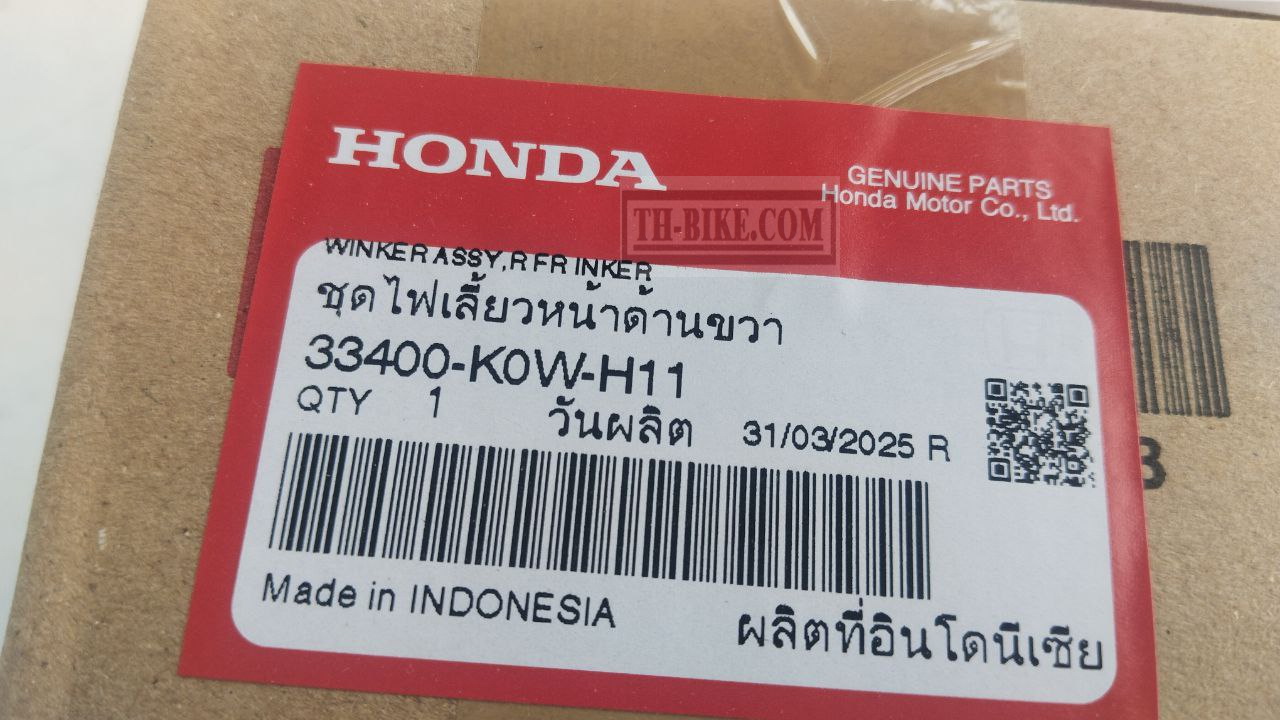 HONDA
GENUINE PARTS
Honda Motor Co., Ltd.
TH-BIKE.COM
WINKER ASSY,R FR INKER
ชุดไฟเลี้ยวหน้าด้านขวา
33400-K0W-H11
QTY 1 วันผลิต 31/03/2025 R
Made in INDONESIA
ผลิตที่อินโดนีเซีย